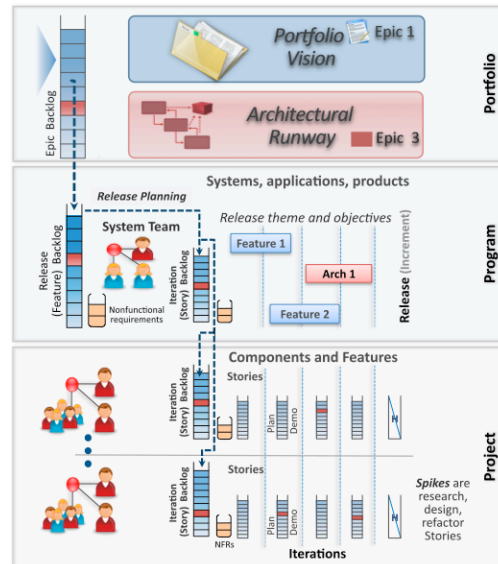 Portfolio
Vision
Epic 1
Epic Backlog
Architectural
Runway
Epic 3
Portfolio
Systems, applications, products
Release Planning
Release theme and objectives
System Team
Release
(Feature) Backlog
Nonfunctional
requirements
Iteration
(Story) Backlog
Feature 1
Arch 1
Feature 2
Release (Increment)
Program
Components and Features
Iteration
(Story) Backlog
Stories
Plan
Demo
H
Iteration
(Story) Backlog
NFRs
Stories
Plan
Demo
H
Spikes are
research,
design,
refactor
Stories
Iterations
Project